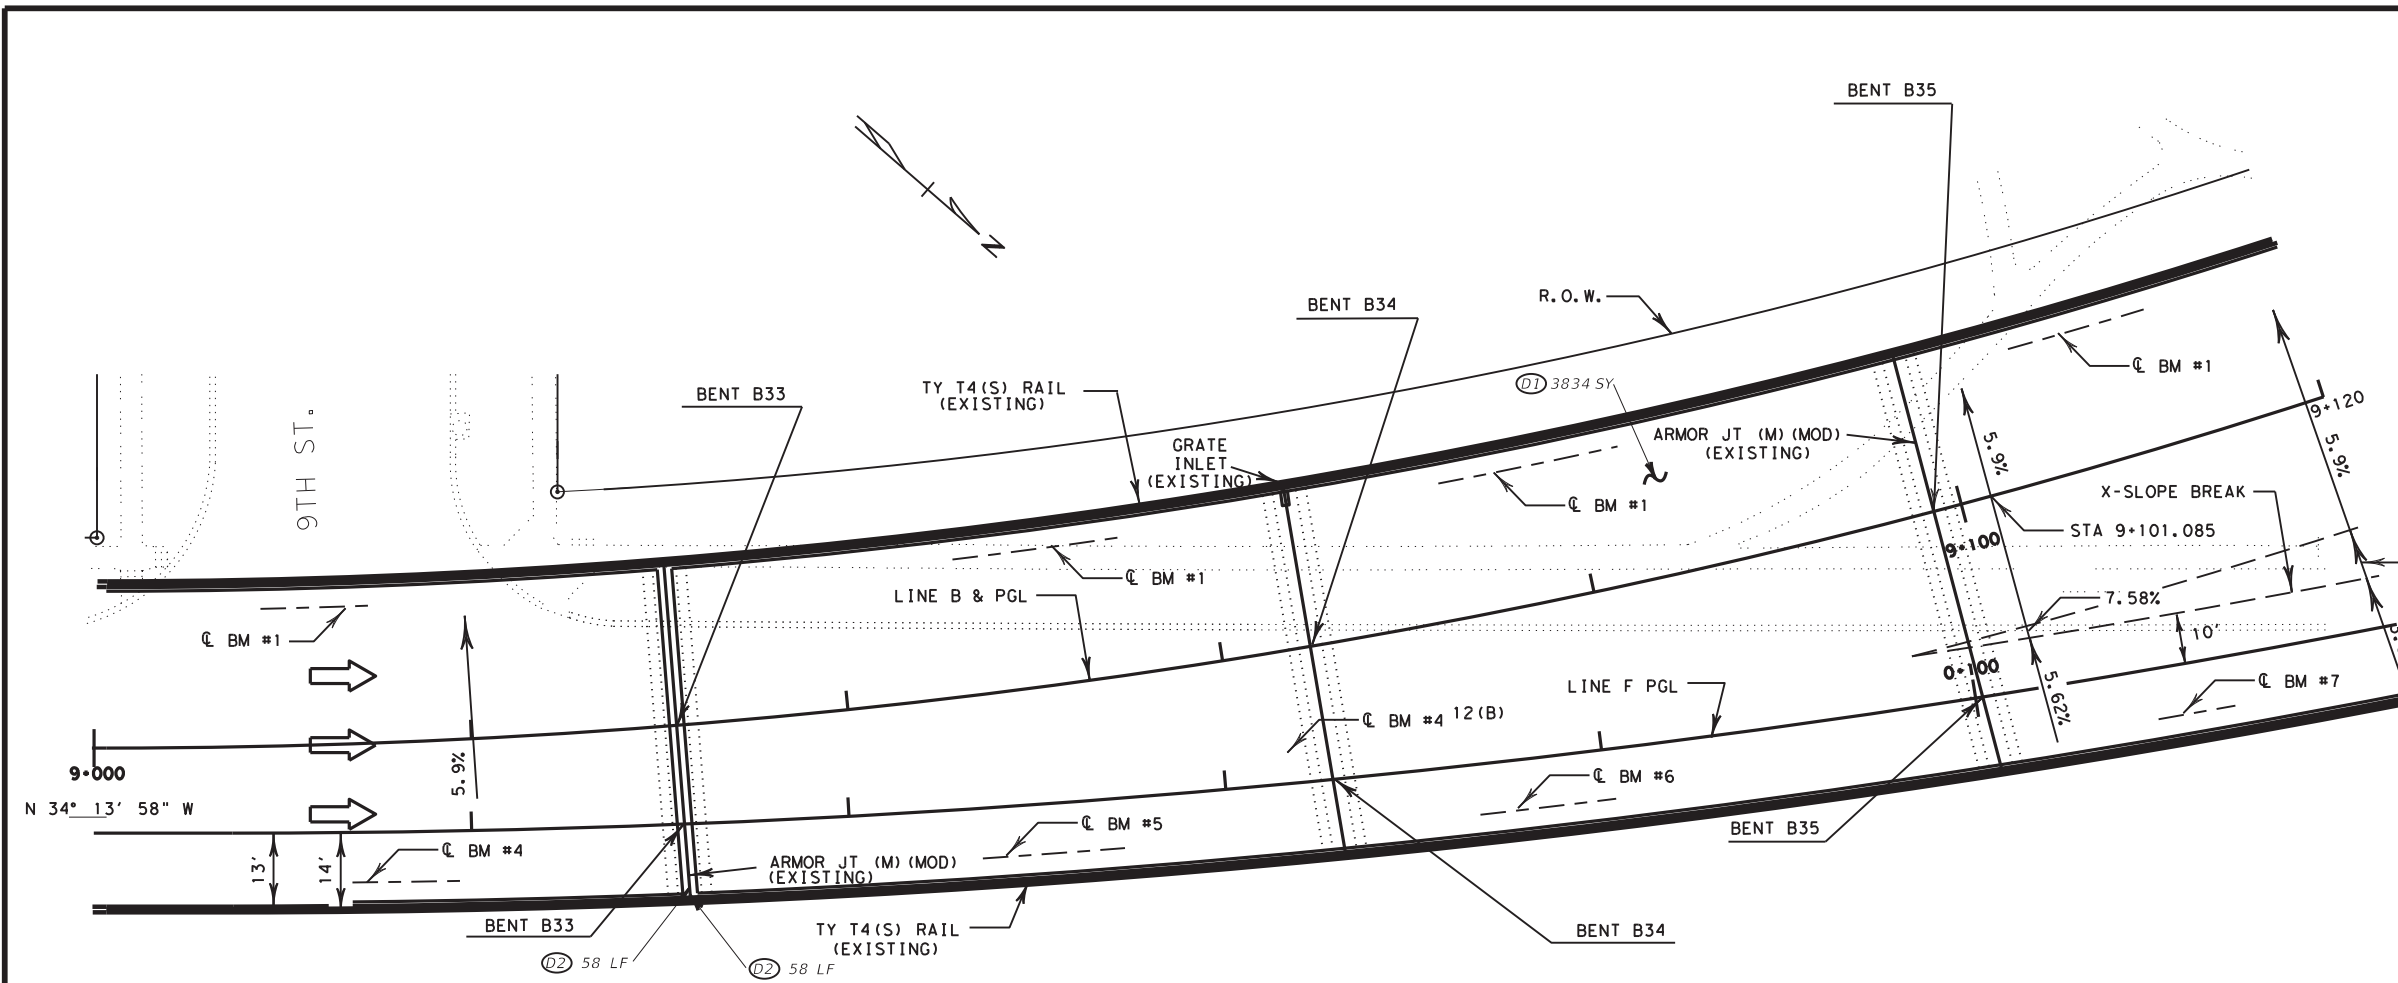 BENT B35
N
BENT B34
R.O.W.
BENT B33
TY T4(S) RAIL
(EXISTING)
D1 3834 SY
℄ BM #1
9+120
9TH ST.
GRATE
INLET
(EXISTING)
ARMOR JT (M)(MOD)
(EXISTING)
5.9%
5.9%
℄ BM #1
X-SLOPE BREAK
STA 9+101.085
9+100
℄ BM #1
LINE B & PGL
7.58%
10'
℄ BM #1
0+100
℄ BM #7
LINE F PGL
5.62%
℄ BM #4 12(B)
5.9%
9+000
N 34° 13' 58" W
℄ BM #6
℄ BM #5
BENT B35
℄ BM #4
13'
14'
ARMOR JT (M)(MOD)
(EXISTING)
BENT B33
TY T4(S) RAIL
(EXISTING)
BENT B34
D2 58 LF
D2 58 LF